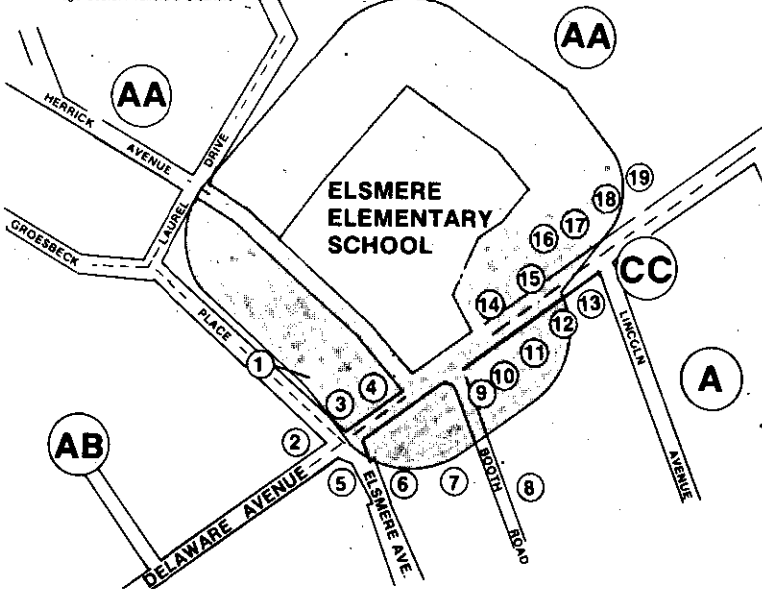 AA
AA
HERRICK
AVENUE
LAUREL
DRIVE
ELSMERE
ELEMENTARY
SCHOOL
GROESBECK
PLACE
19
18
17
16
15
14
CC
13
12
11
10
9
LINCOLN
AVENUE
A
1
4
3
2
AB
5
6
7
8
BOOTH
ROAD
DELAWARE AVENUE
ELSMERE AVE.